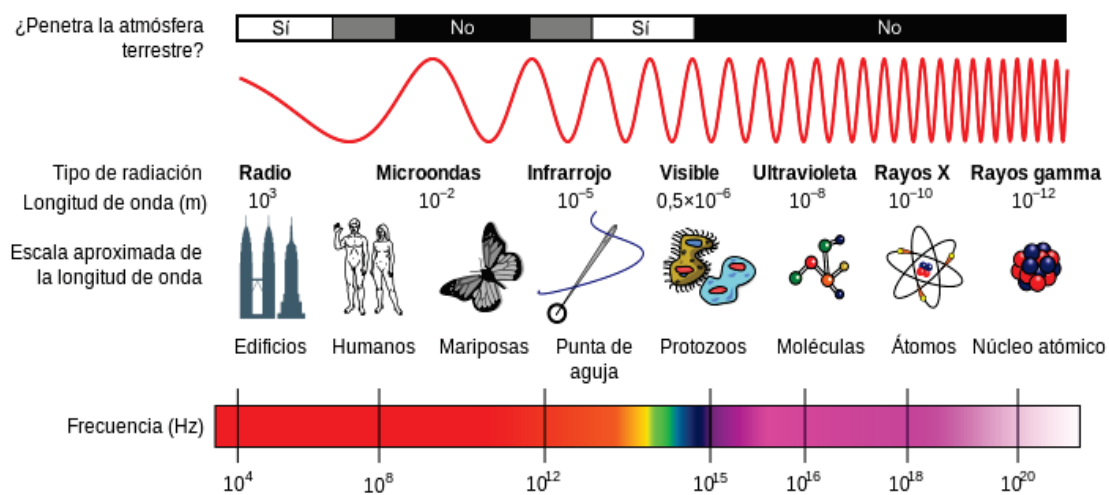 ¿Penetra la atmósfera
terrestre?
Sí No Sí No
Tipo de radiación Radio Microondas Infrarrojo Visible Ultravioleta Rayos X Rayos gamma
Longitud de onda (m) 10³ 10⁻² 10⁻⁵ 0,5×10⁻⁶ 10⁻⁸ 10⁻¹⁰ 10⁻¹²
Escala aproximada de
la longitud de onda
Edificios Humanos Mariposas Punta de Protozoos Moléculas Átomos Núcleo atómico
aguja
Frecuencia (Hz)
10⁴ 10⁸ 10¹² 10¹⁵ 10¹⁶ 10¹⁸ 10²⁰